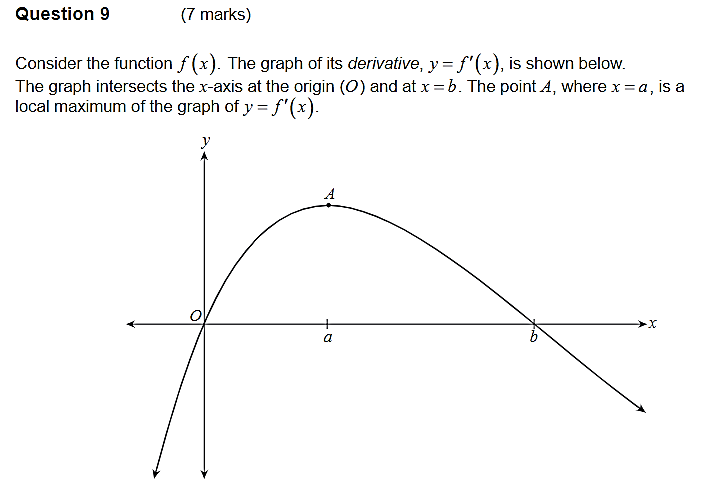 Question 9 (7 marks)
Consider the function f (x). The graph of its derivative, y = f′(x), is shown below.
The graph intersects the x-axis at the origin (O) and at x = b. The point A, where x = a, is a
local maximum of the graph of y = f′(x).
y
A
O
x
a
b